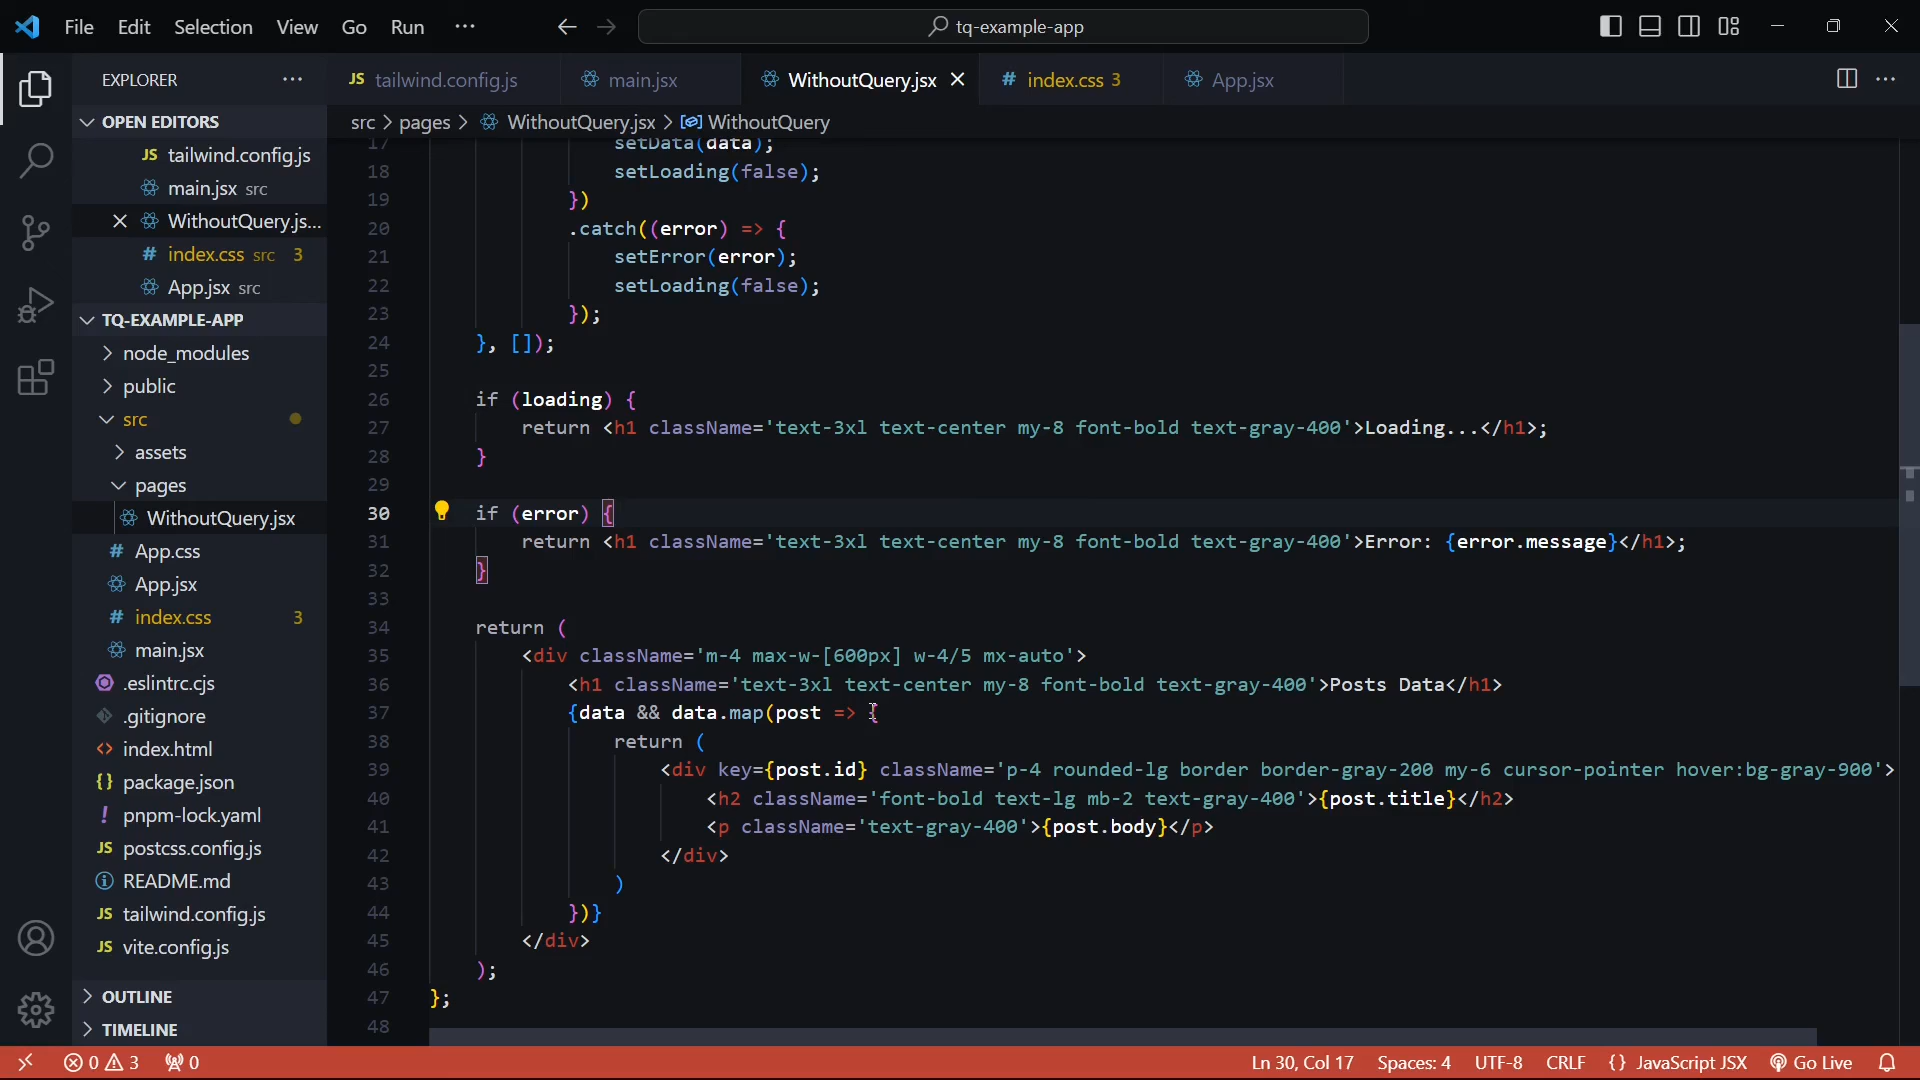 File Edit Selection View Go Run ··· tq-example-app
EXPLORER ···
JS tailwind.config.js main.jsx WithoutQuery.jsx # index.css 3 App.jsx
OPEN EDITORS
JS tailwind.config.js
main.jsx src
WithoutQuery.js...
# index.css src 3
App.jsx src
TQ-EXAMPLE-APP
node_modules
public
src
assets
pages
WithoutQuery.jsx
# App.css
App.jsx
# index.css 3
main.jsx
.eslintrc.cjs
.gitignore
index.html
{} package.json
! pnpm-lock.yaml
JS postcss.config.js
README.md
JS tailwind.config.js
JS vite.config.js
OUTLINE
TIMELINE
src > pages > WithoutQuery.jsx > WithoutQuery
17 setData(data);
18 setLoading(false);
19 })
20 .catch((error) => {
21 setError(error);
22 setLoading(false);
23 });
24 }, []);
25
26 if (loading) {
27 return <h1 className='text-3xl text-center my-8 font-bold text-gray-400'>Loading...</h1>;
28 }
29
30 if (error) {
31 return <h1 className='text-3xl text-center my-8 font-bold text-gray-400'>Error: {error.message}</h1>;
32 }
33
34 return (
35 <div className='m-4 max-w-[600px] w-4/5 mx-auto'>
36 <h1 className='text-3xl text-center my-8 font-bold text-gray-400'>Posts Data</h1>
37 {data && data.map(post => {
38 return (
39 <div key={post.id} className='p-4 rounded-lg border border-gray-200 my-6 cursor-pointer hover:bg-gray-900'>
40 <h2 className='font-bold text-lg mb-2 text-gray-400'>{post.title}</h2>
41 <p className='text-gray-400'>{post.body}</p>
42 </div>
43 )
44 })}
45 </div>
46 );
47 };
48
0 3 0 Ln 30, Col 17 Spaces: 4 UTF-8 CRLF {} JavaScript JSX Go Live